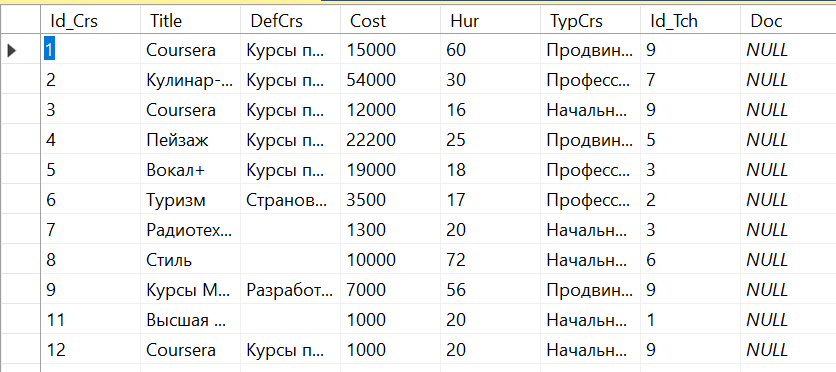 Id_Crs Title DefCrs Cost Hur TypCrs Id_Tch Doc
1 Coursera Курсы п... 15000 60 Продвин... 9 NULL
2 Кулинар-... Курсы п... 54000 30 Професс... 7 NULL
3 Coursera Курсы п... 12000 16 Начальн... 9 NULL
4 Пейзаж Курсы п... 22200 25 Продвин... 5 NULL
5 Вокал+ Курсы п... 19000 18 Професс... 3 NULL
6 Туризм Странов... 3500 17 Професс... 2 NULL
7 Радиотех... 1300 20 Начальн... 3 NULL
8 Стиль 10000 72 Начальн... 6 NULL
9 Курсы М... Разработ... 7000 56 Продвин... 9 NULL
11 Высшая ... 1000 20 Начальн... 1 NULL
12 Coursera Курсы п... 1000 20 Начальн... 9 NULL